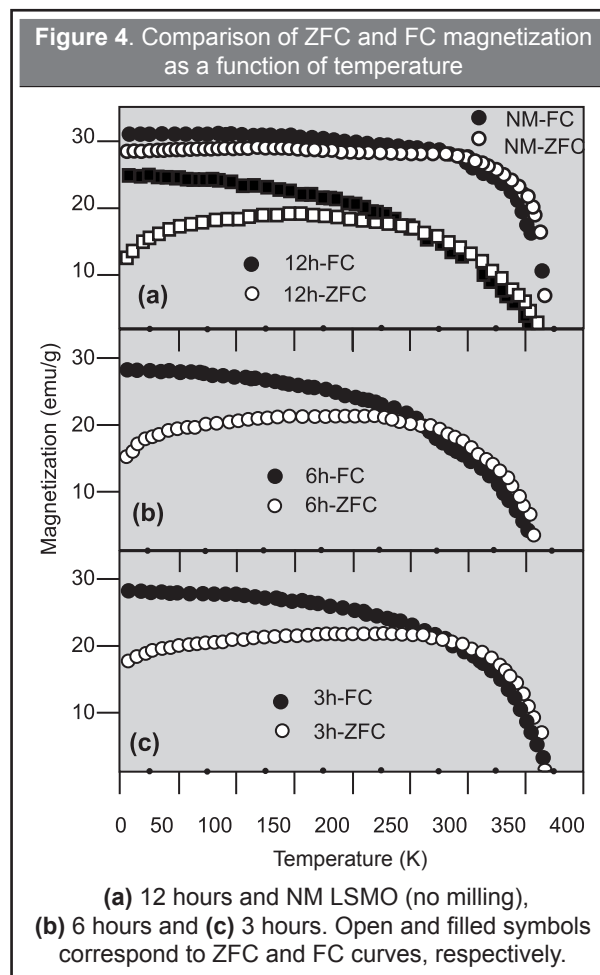 Figure 4. Comparison of ZFC and FC magnetization
as a function of temperature
NM-FC
NM-ZFC
30
20
10
12h-FC
12h-ZFC
(a)
30
20
10
6h-FC
6h-ZFC
(b)
30
20
10
3h-FC
3h-ZFC
(c)
Magnetization (emu/g)
0 50 100 150 200 250 300 350 400
Temperature (K)
(a) 12 hours and NM LSMO (no milling),
(b) 6 hours and (c) 3 hours. Open and filled symbols
correspond to ZFC and FC curves, respectively.